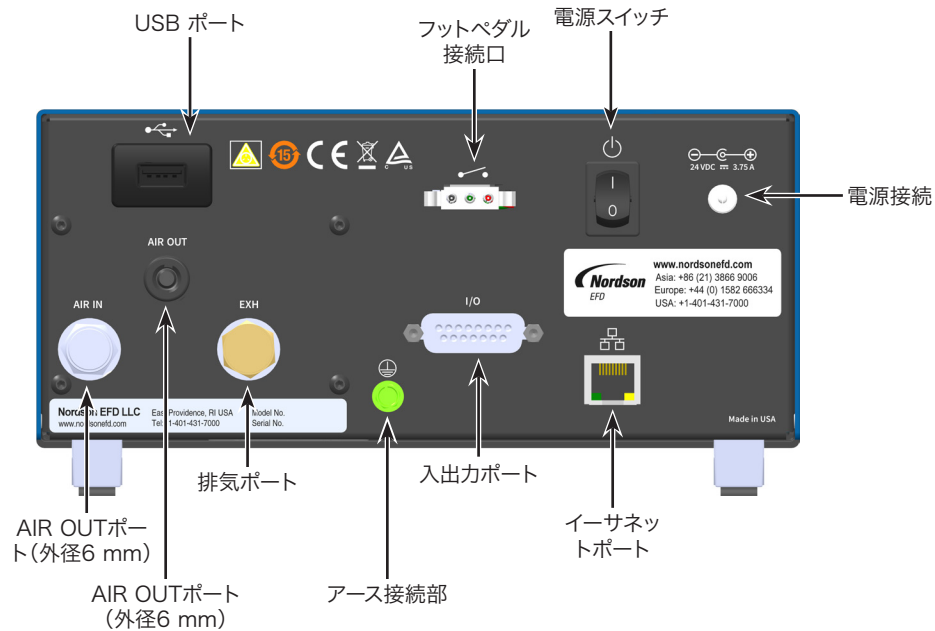 USB ポート
フットペダル
接続口
電源スイッチ
15
C US
24 VDC 3.75 A
電源接続
AIR OUT
www.nordsonefd.com
Asia: +86 (21) 3866 9006
Europe: +44 (0) 1582 666334
USA: +1-401-431-7000
Nordson
EFD
AIR IN
EXH
I/O
Nordson EFD LLC
www.nordsonefd.com
East Providence, RI USA
Tel: +1-401-431-7000
Model No.
Serial No.
Made in USA
排気ポート
入出力ポート
イーサネッ
トポート
AIR OUTポー
ト(外径6 mm)
AIR OUTポート
(外径6 mm)
アース接続部